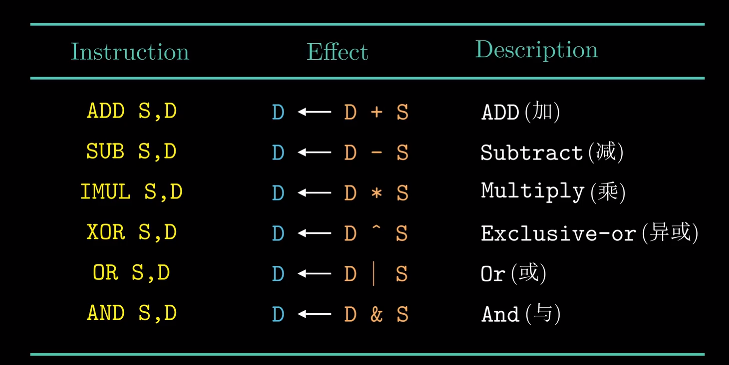 Instruction Effect Description
ADD S,D D ⟵ D + S ADD(加)
SUB S,D D ⟵ D - S Subtract(减)
IMUL S,D D ⟵ D * S Multiply(乘)
XOR S,D D ⟵ D ^ S Exclusive-or(异或)
OR S,D D ⟵ D | S Or(或)
AND S,D D ⟵ D & S And(与)